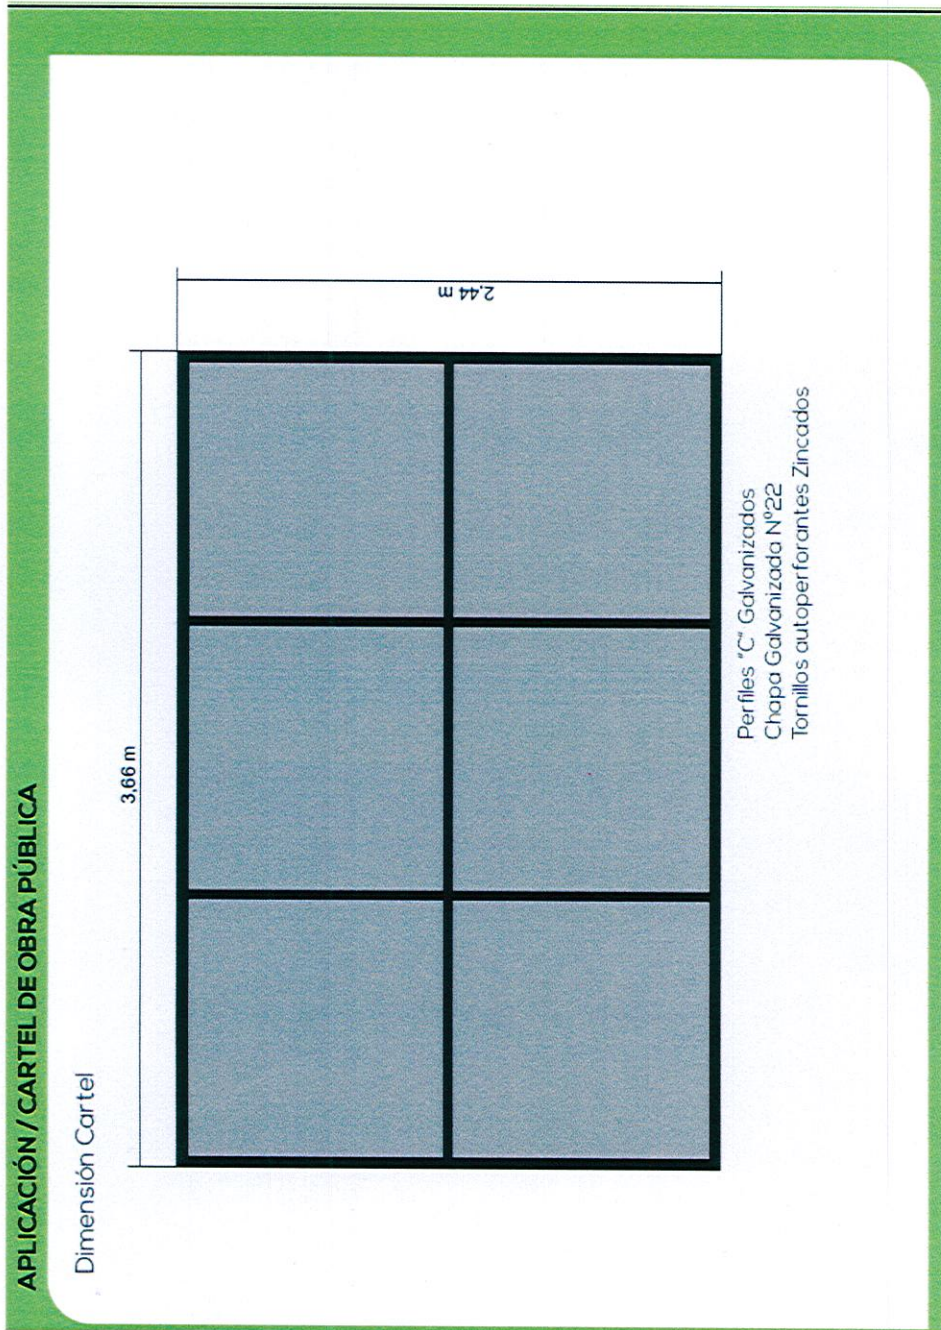 APLICACIÓN / CARTEL DE OBRA PÚBLICA
Dimensión Cartel
3,66 m
2,44 m
Perfiles "C" Galvanizados
Chapa Galvanizada Nº22
Tornillos autoperforantes Zincados